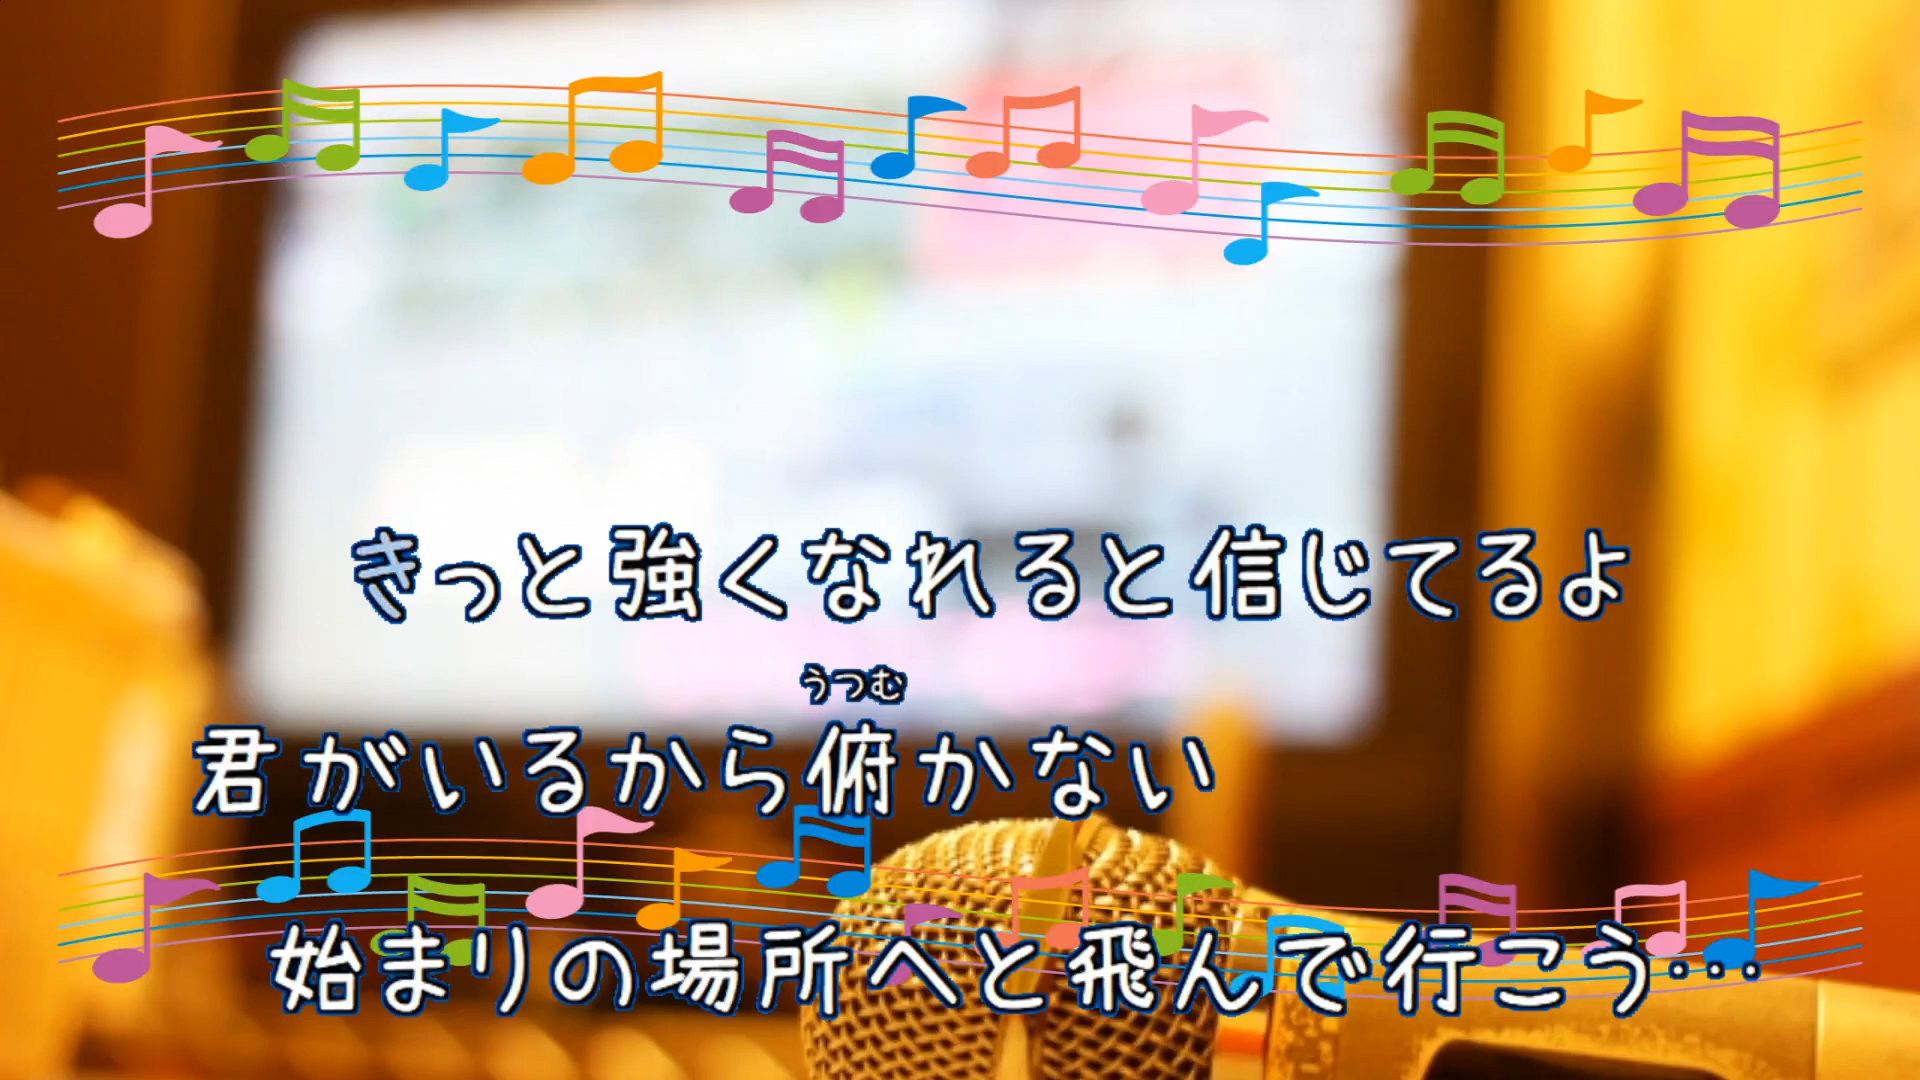 きっと強くなれると信じてるよ
うつむ
君がいるから俯かない
始まりの場所へと飛んで行こう…